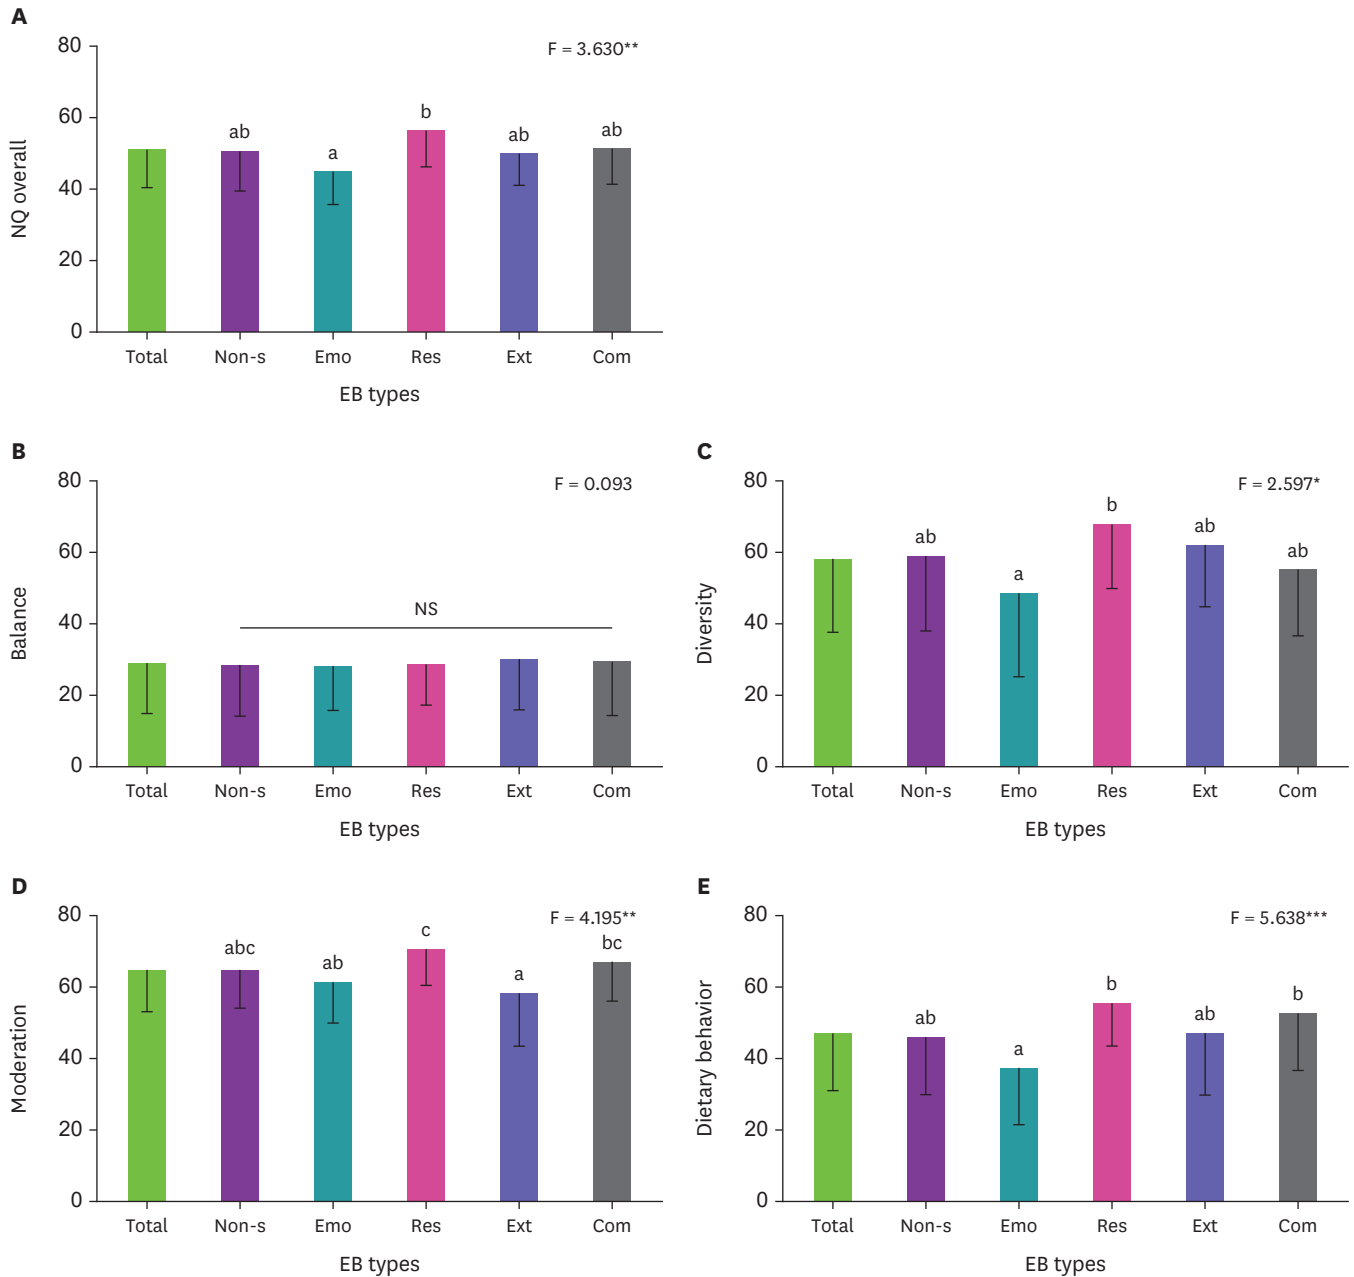 A
F = 3.630**
80
60
40
20
0
NQ overall
ab
a
b
ab
ab
Total Non-s Emo Res Ext Com
EB types
B
F = 0.093
80
60
40
20
0
Balance
NS
Total Non-s Emo Res Ext Com
EB types
C
F = 2.597*
80
60
40
20
0
Diversity
ab
a
b
ab
ab
Total Non-s Emo Res Ext Com
EB types
D
F = 4.195**
80
60
40
20
0
Moderation
abc
ab
c
a
bc
Total Non-s Emo Res Ext Com
EB types
E
F = 5.638***
80
60
40
20
0
Dietary behavior
ab
a
b
ab
b
Total Non-s Emo Res Ext Com
EB types